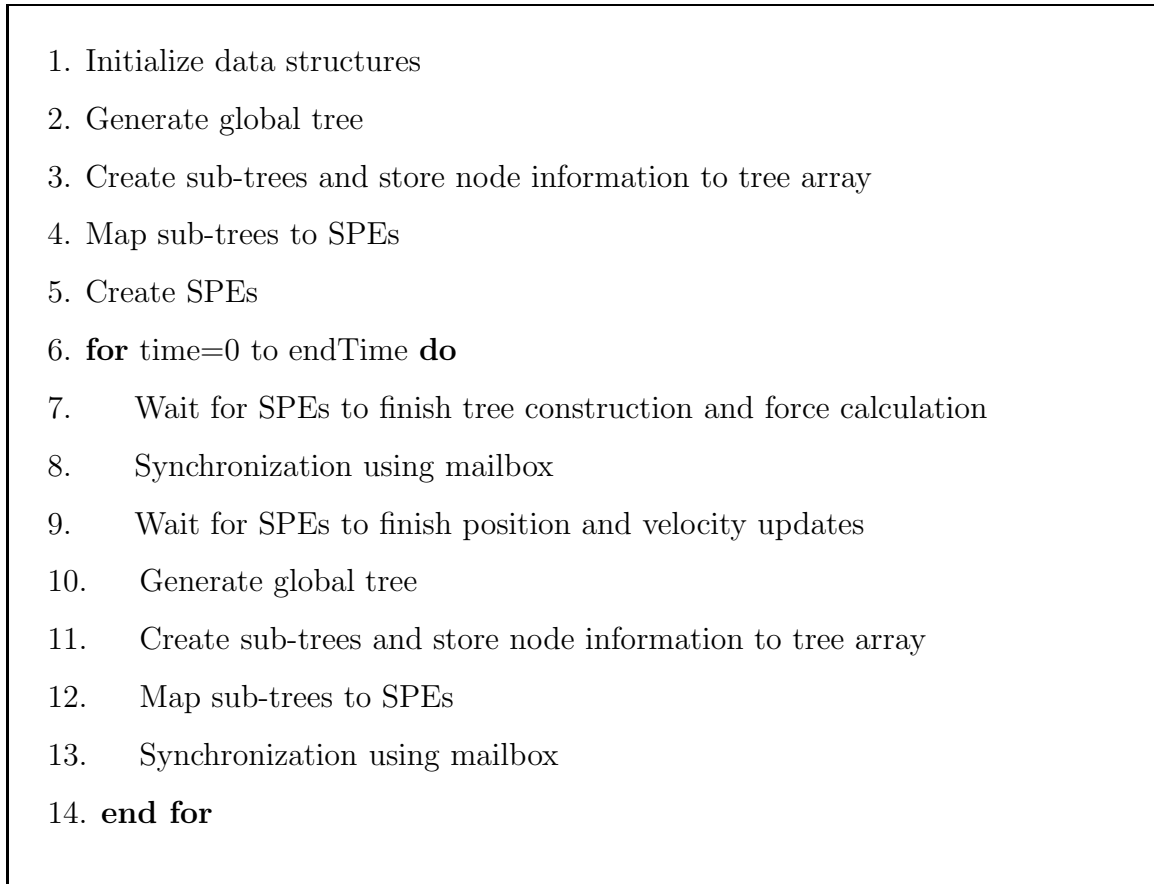 1. Initialize data structures
2. Generate global tree
3. Create sub-trees and store node information to tree array
4. Map sub-trees to SPEs
5. Create SPEs
6. for time=0 to endTime do
7. Wait for SPEs to finish tree construction and force calculation
8. Synchronization using mailbox
9. Wait for SPEs to finish position and velocity updates
10. Generate global tree
11. Create sub-trees and store node information to tree array
12. Map sub-trees to SPEs
13. Synchronization using mailbox
14. end for